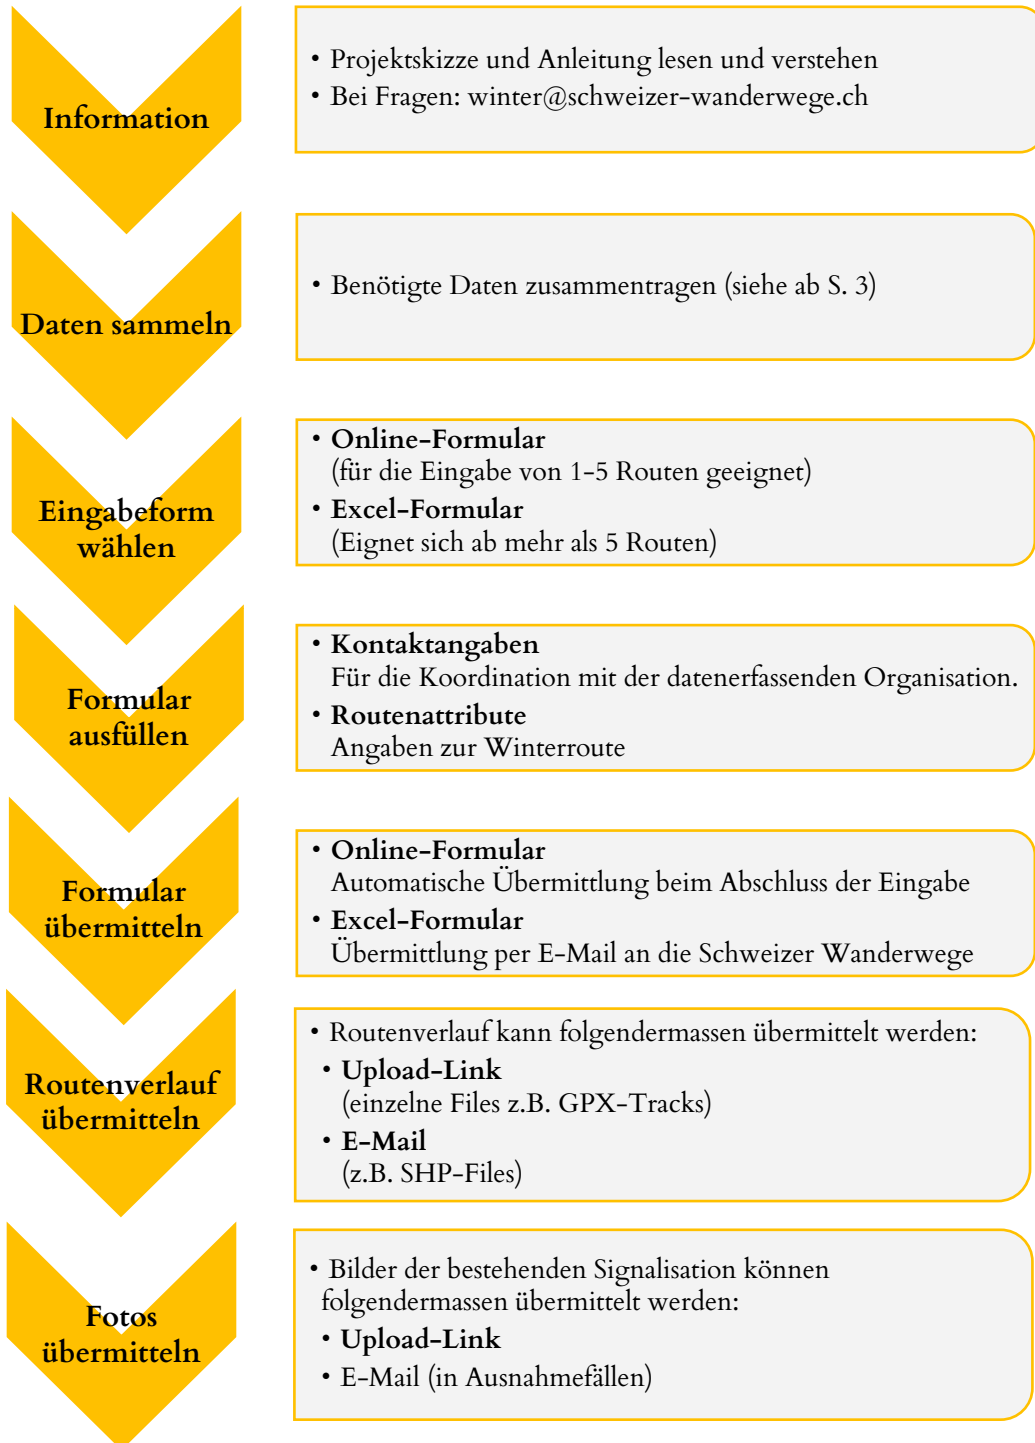 Information
• Projektskizze und Anleitung lesen und verstehen
• Bei Fragen: winter@schweizer-wanderwege.ch
Daten sammeln
• Benötigte Daten zusammentragen (siehe ab S. 3)
Eingabeform
wählen
• Online-Formular
(für die Eingabe von 1-5 Routen geeignet)
• Excel-Formular
(Eignet sich ab mehr als 5 Routen)
Formular
ausfüllen
• Kontaktangaben
Für die Koordination mit der datenerfassenden Organisation.
• Routenattribute
Angaben zur Winterroute
Formular
übermitteln
• Online-Formular
Automatische Übermittlung beim Abschluss der Eingabe
• Excel-Formular
Übermittlung per E-Mail an die Schweizer Wanderwege
Routenverlauf
übermitteln
• Routenverlauf kann folgendermassen übermittelt werden:
• Upload-Link
(einzelne Files z.B. GPX-Tracks)
• E-Mail
(z.B. SHP-Files)
Fotos
übermitteln
• Bilder der bestehenden Signalisation können
folgendermassen übermittelt werden:
• Upload-Link
• E-Mail (in Ausnahmefällen)